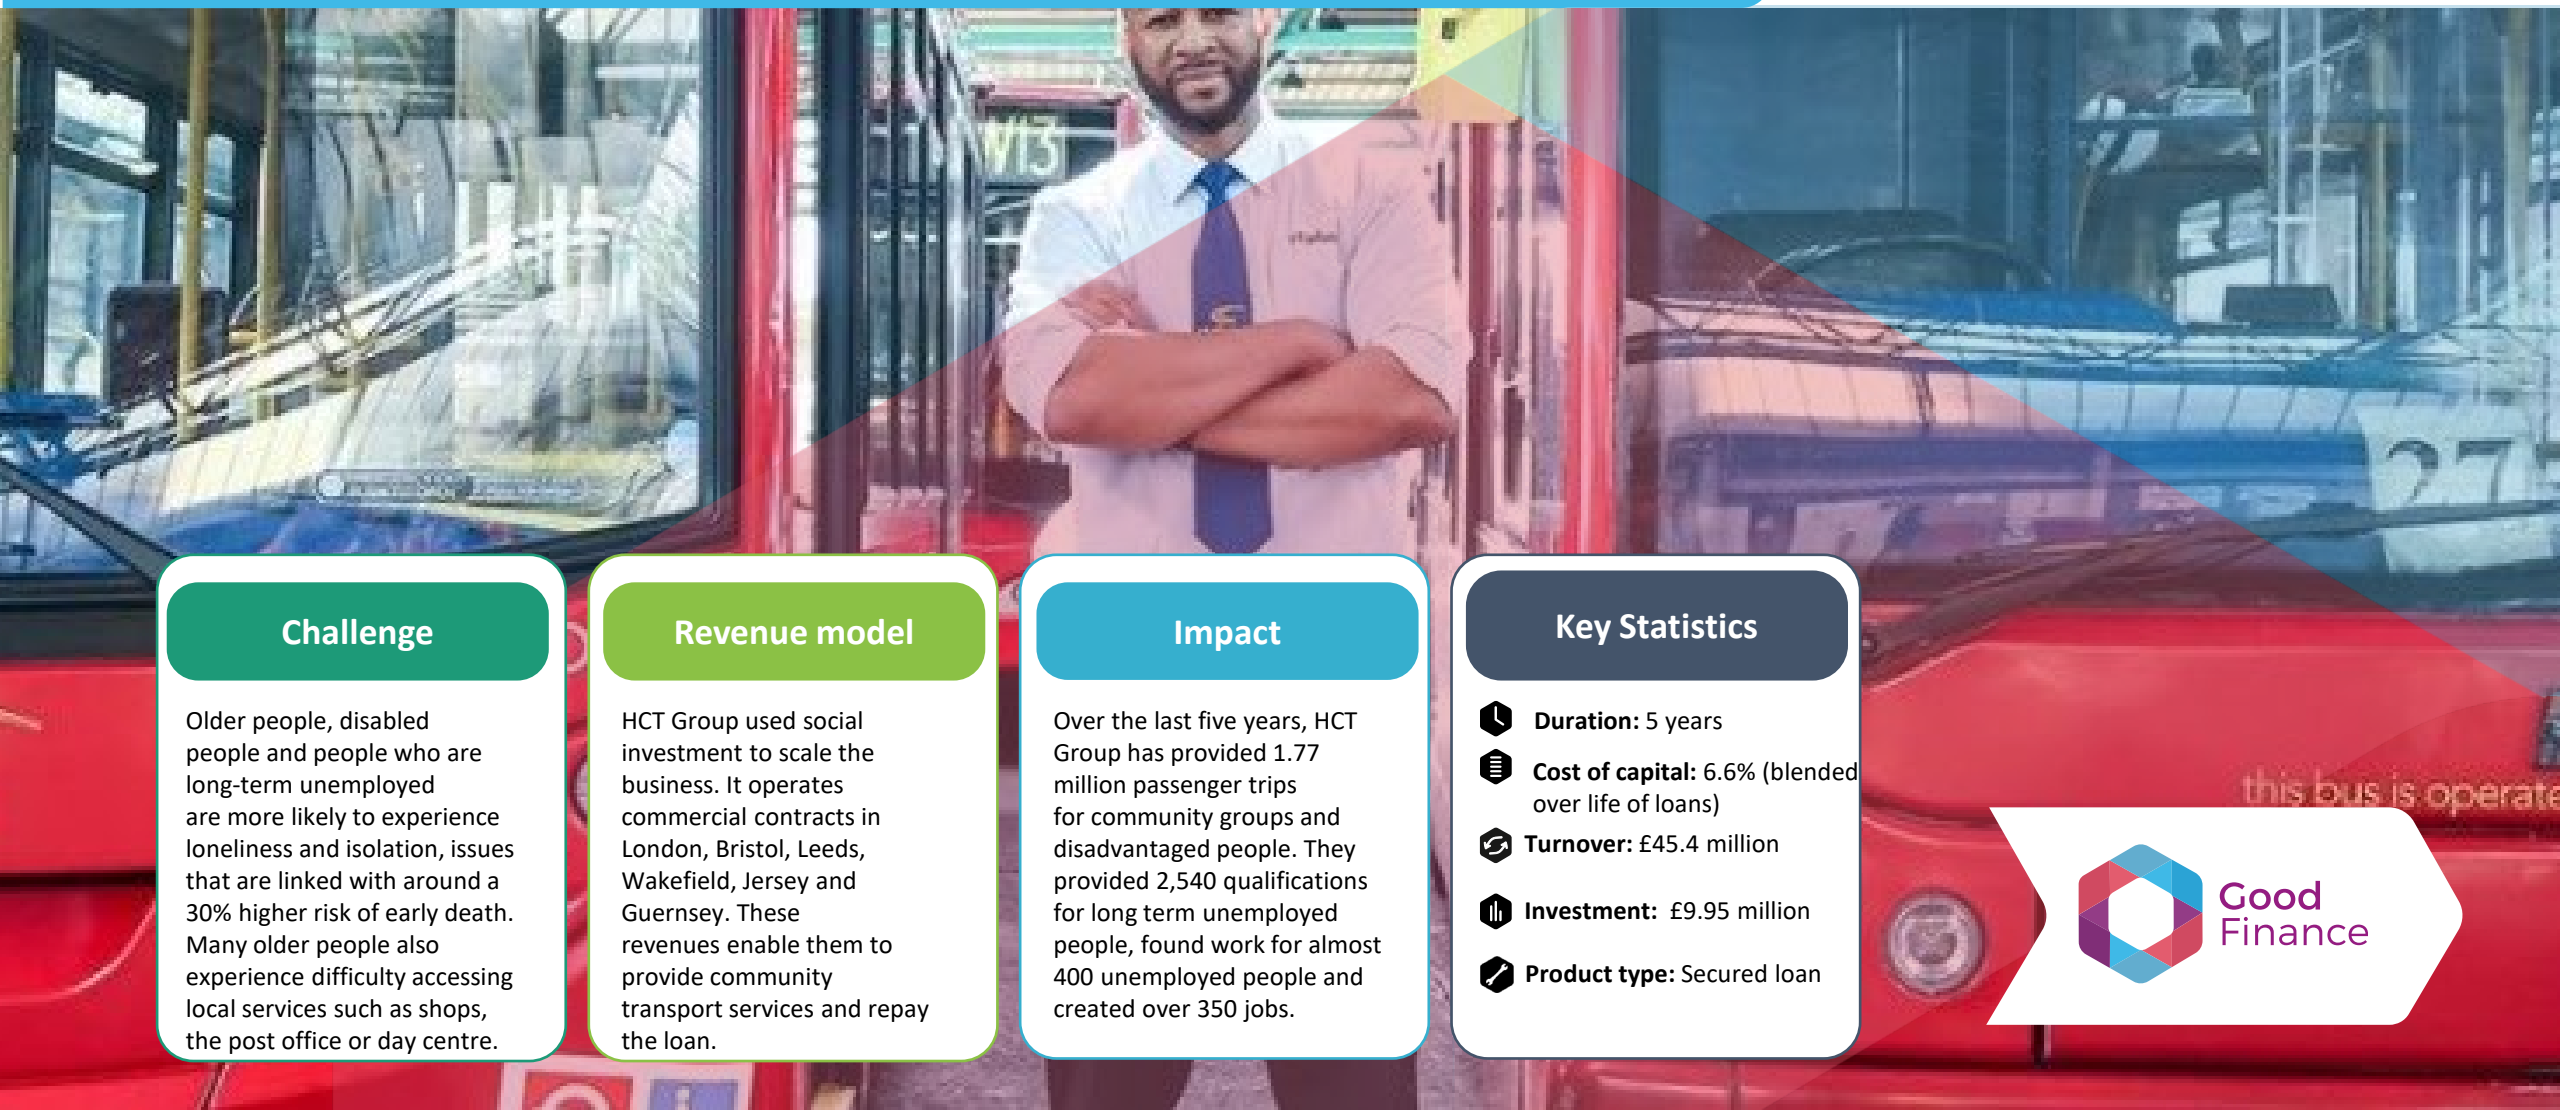 W13
27
this bus is operate
Challenge
Older people, disabled
people and people who are
long-term unemployed
are more likely to experience
loneliness and isolation, issues
that are linked with around a
30% higher risk of early death.
Many older people also
experience difficulty accessing
local services such as shops,
the post office or day centre.
Revenue model
HCT Group used social
investment to scale the
business. It operates
commercial contracts in
London, Bristol, Leeds,
Wakefield, Jersey and
Guernsey. These
revenues enable them to
provide community
transport services and repay
the loan.
Impact
Over the last five years, HCT
Group has provided 1.77
million passenger trips
for community groups and
disadvantaged people. They
provided 2,540 qualifications
for long term unemployed
people, found work for almost
400 unemployed people and
created over 350 jobs.
Key Statistics
Duration: 5 years
Cost of capital: 6.6% (blended
over life of loans)
Turnover: £45.4 million
Investment:  £9.95 million
Product type: Secured loan
Good
Finance